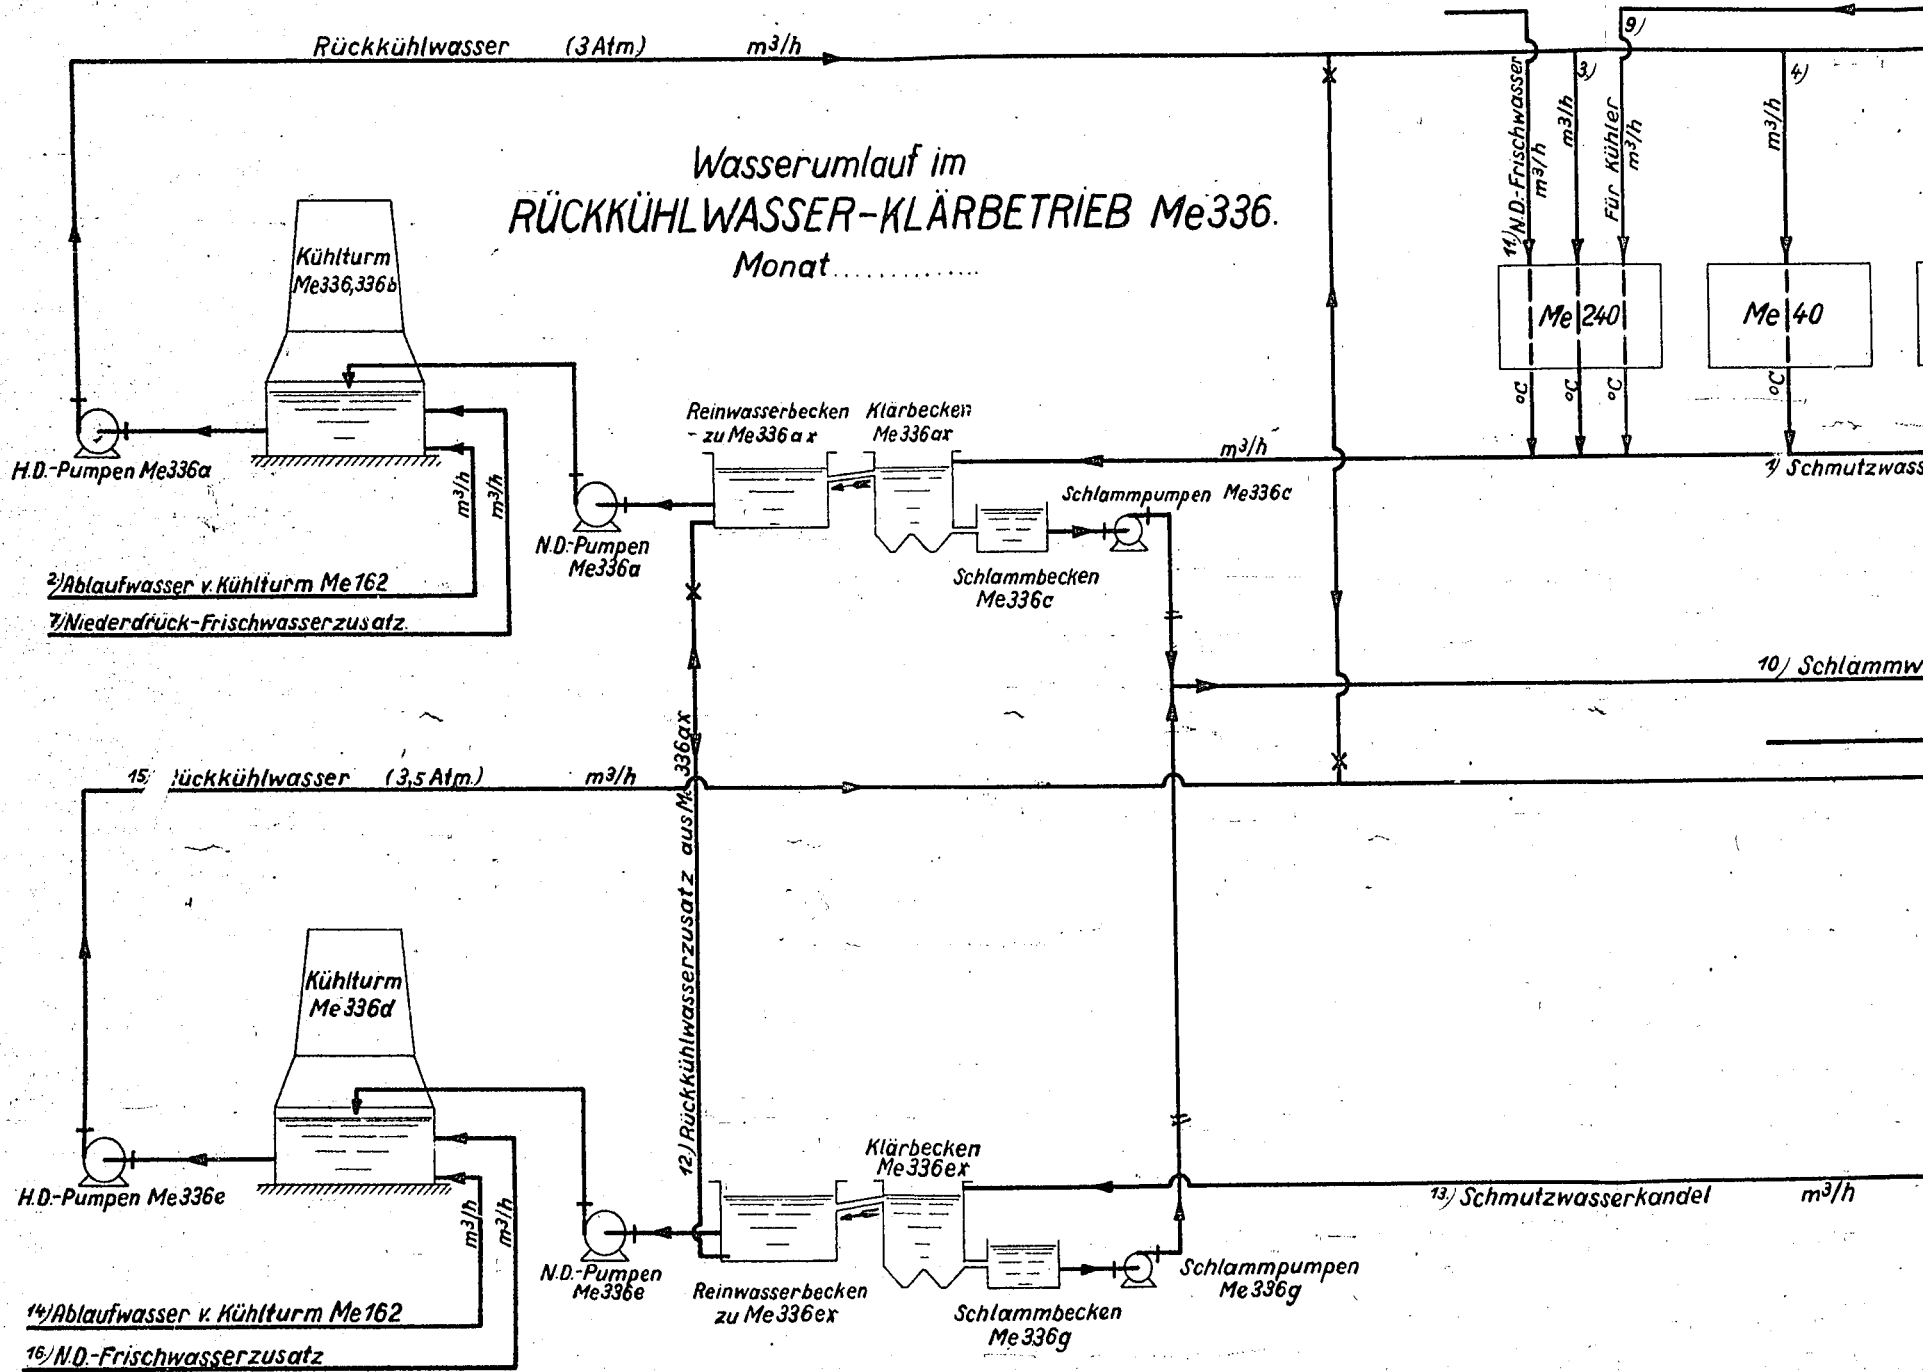 Rückkühlwasser (3 Atm.) m³/h
9)
3.)
4)
11.) N.D.-Frischwasser
m³/h
m³/h
Für Kühler
m³/h
m³/h
Wasserumlauf im
RÜCKKÜHLWASSER-KLÄRBETRIEB Me336.
Monat..............
Kühlturm
Me336,336b
Me 240
Me 40
°C
°C
°C
°C
Reinwasserbecken
zu Me336ax
Klärbecken
Me336ax
m³/h
1) Schmutzwass
H.D.-Pumpen Me336a
m³/h
m³/h
N.D.-Pumpen
Me336a
Schlammpumpen Me336c
Schlammbecken
Me336c
2) Ablaufwasser v. Kühlturm Me162
7) Niederdrück-Frischwasserzusatz.
10) Schlammw
15) ückkühlwasser (3,5 Atm.) m³/h
12.) Rückkühlwasserzusatz aus Me 336ax
Kühlturm
Me336d
Klärbecken
Me336ex
H.D.-Pumpen Me336e
m³/h
m³/h
13.) Schmutzwasserkandel m³/h
N.D.-Pumpen
Me336e
Reinwasserbecken
zu Me336ex
Schlammbecken
Me336g
Schlammpumpen
Me336g
14) Ablaufwasser v. Kühlturm Me162
16.) N.D.-Frischwasserzusatz